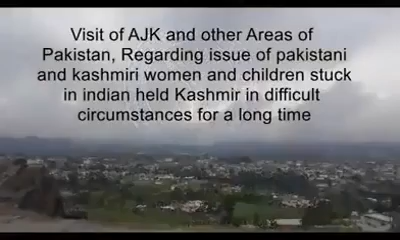 Visit of AJK and other Areas of
Pakistan, Regarding issue of pakistani
and kashmiri women and children stuck
in indian held Kashmir in difficult
circumstances for a long time